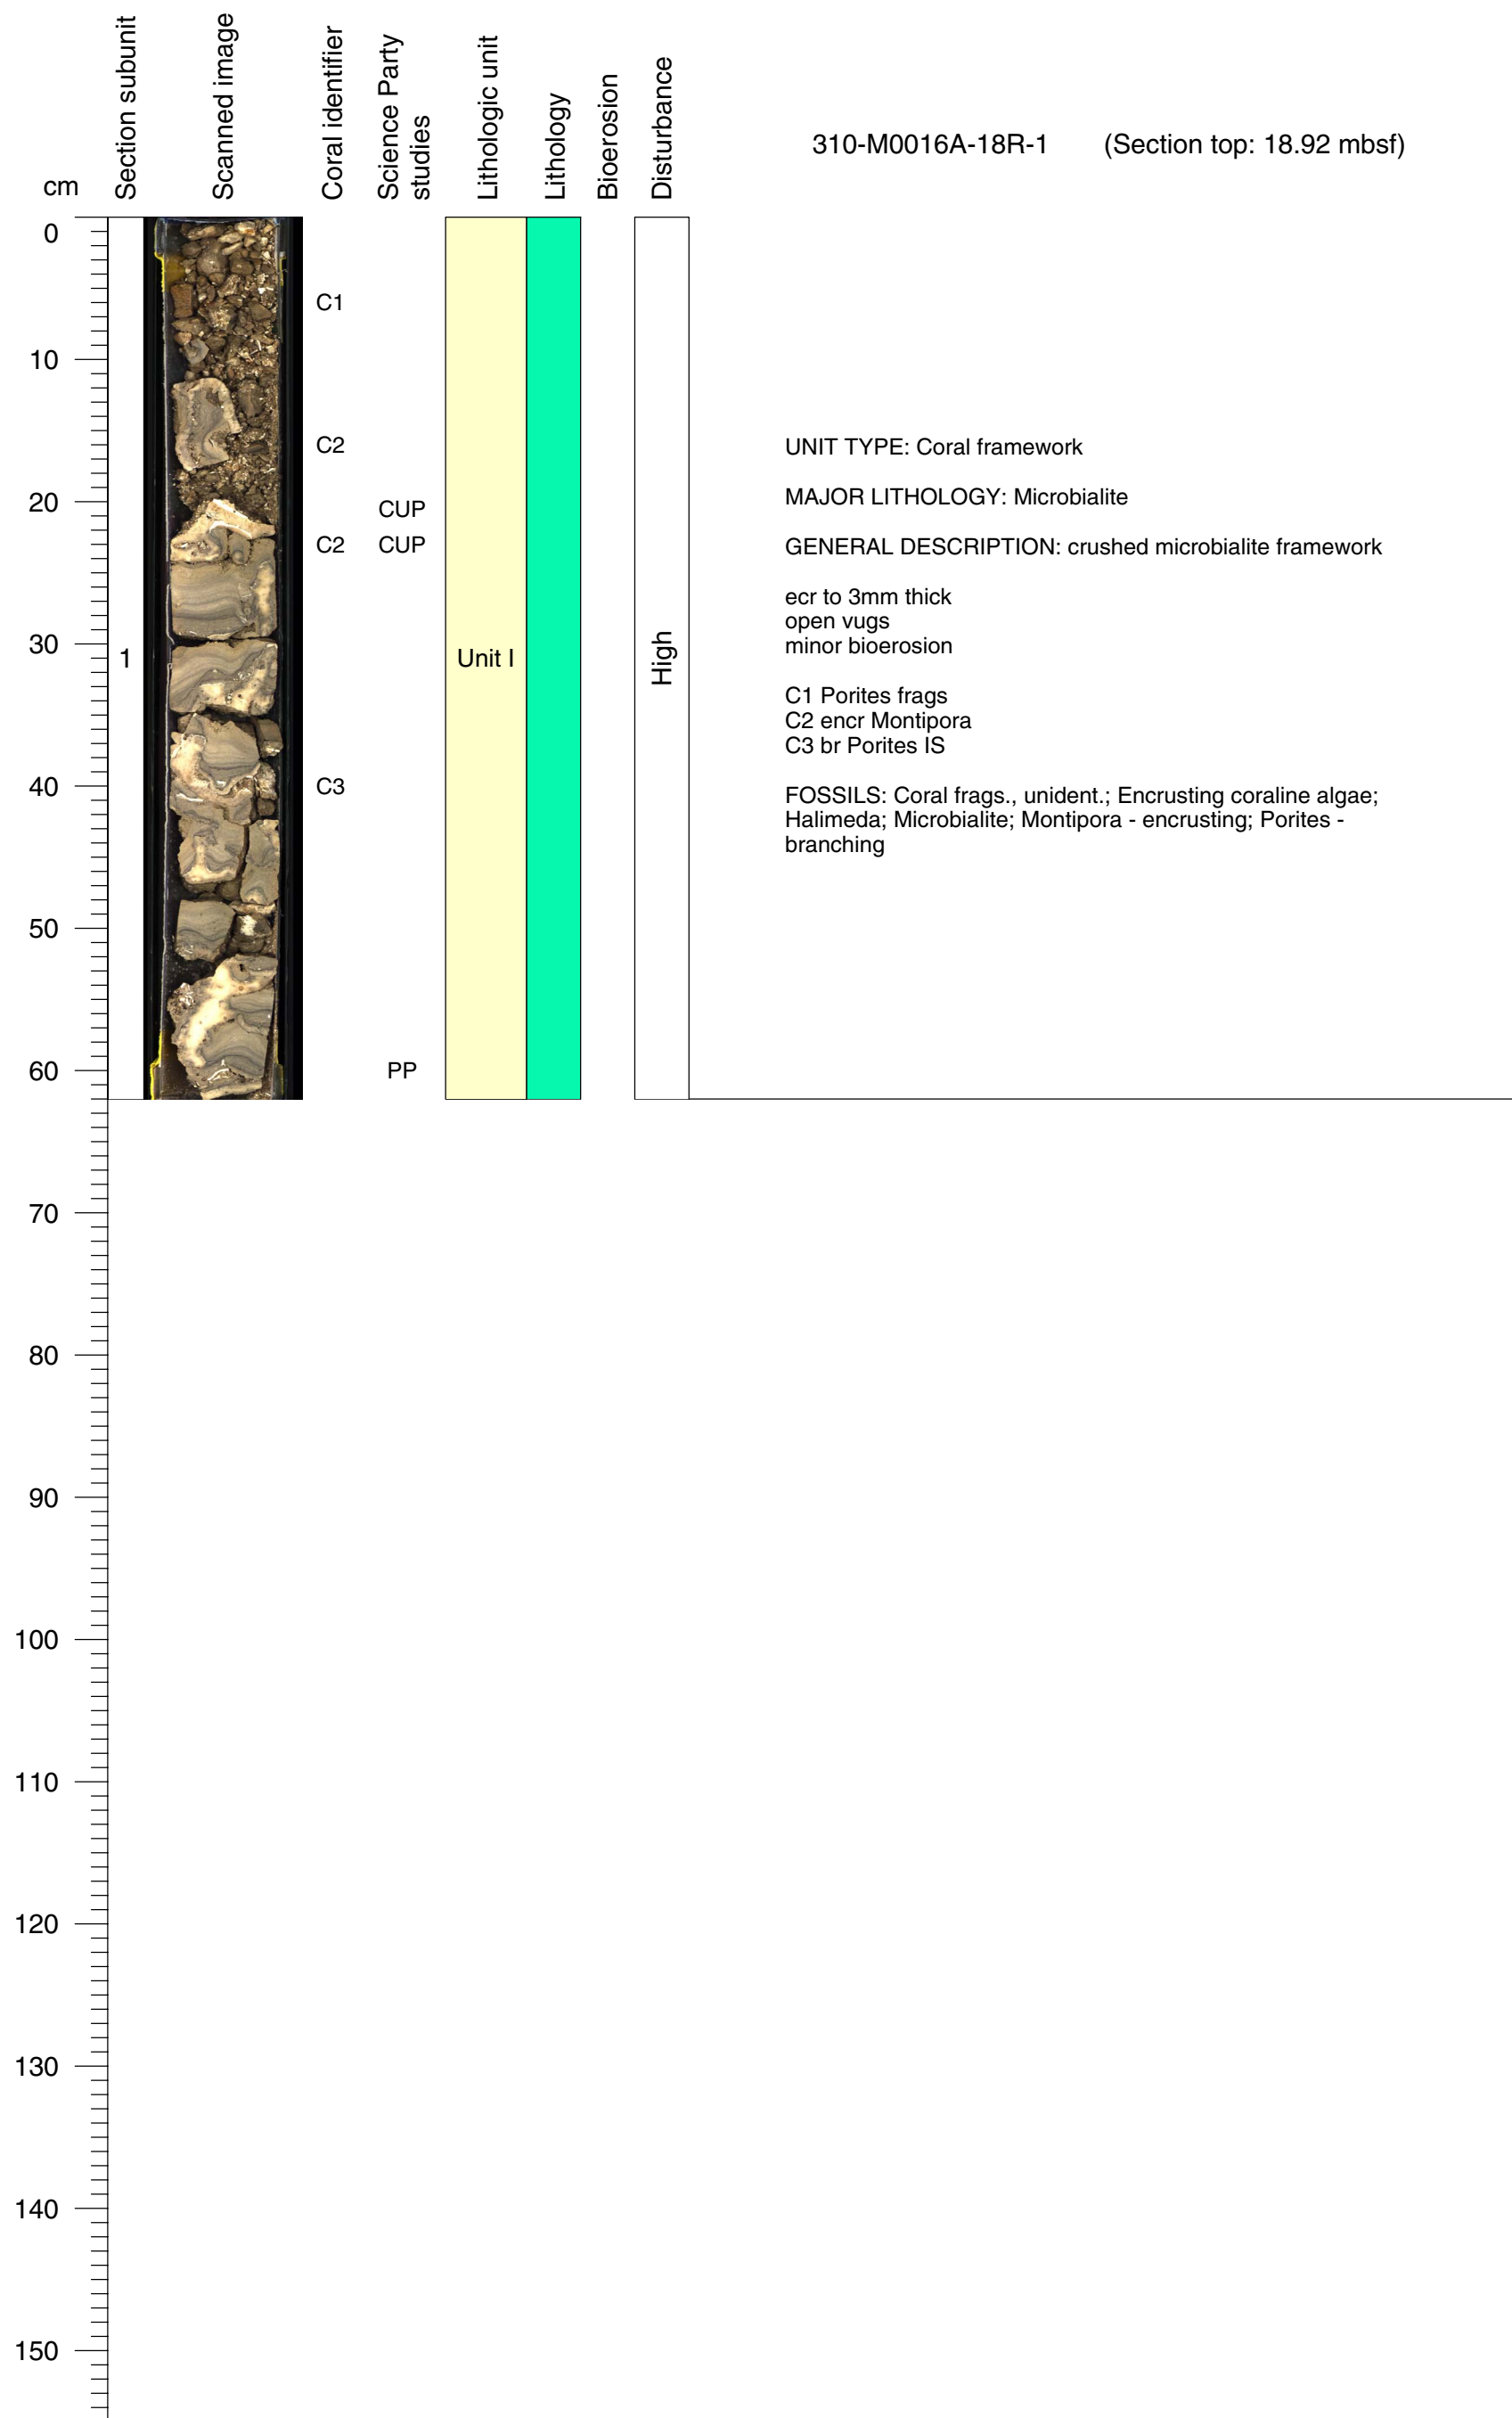 cm
Section subunit
Scanned image
Coral identifier
Science Party
studies
Lithologic unit
Lithology
Bioerosion
Disturbance
310-M0016A-18R-1 (Section top: 18.92 mbsf)
0
C1
10
C2
UNIT TYPE: Coral framework
MAJOR LITHOLOGY: Microbialite
20
CUP
C2 CUP
GENERAL DESCRIPTION: crushed microbialite framework
ecr to 3mm thick
open vugs
minor bioerosion
30
1
Unit I
High
C1 Porites frags
C2 encr Montipora
C3 br Porites IS
40
C3
FOSSILS: Coral frags., unident.; Encrusting coraline algae;
Halimeda; Microbialite; Montipora - encrusting; Porites -
branching
50
60
PP
70
80
90
100
110
120
130
140
150